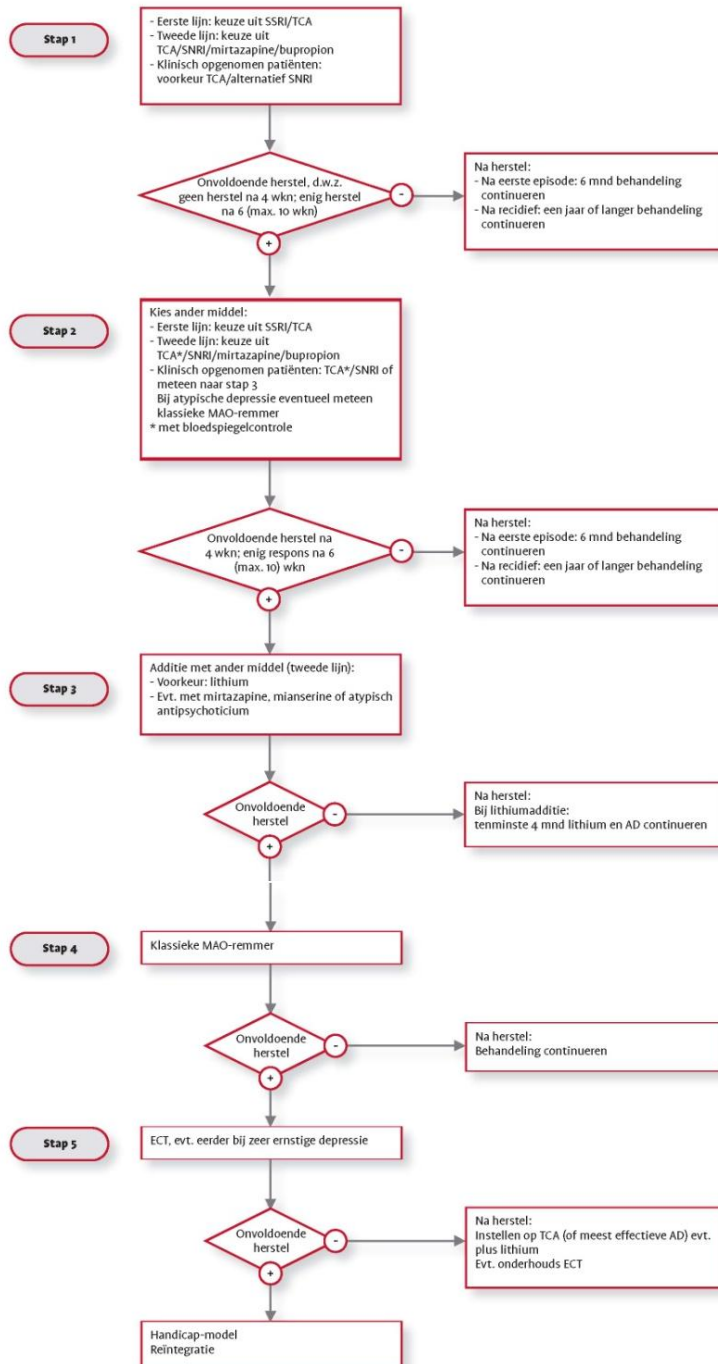 Stap 1
- Eerste lijn: keuze uit SSRI/TCA
- Tweede lijn: keuze uit
TCA/SNRI/mirtazapine/bupropion
- Klinisch opgenomen patiënten:
voorkeur TCA/alternatief SNRI
Onvoldoende herstel, d.w.z.
geen herstel na 4 wkn; enig herstel
na 6 (max. 10 wkn)
-
+
Na herstel:
- Na eerste episode: 6 mnd behandeling
continueren
- Na recidief: een jaar of langer behandeling
continueren
Stap 2
Kies ander middel:
- Eerste lijn: keuze uit SSRI/TCA
- Tweede lijn: keuze uit
TCA*/SNRI/mirtazapine/bupropion
- Klinisch opgenomen patiënten: TCA*/SNRI of
meteen naar stap 3
Bij atypische depressie eventueel meteen
klassieke MAO-remmer
* met bloedspiegelcontrole
Onvoldoende herstel na
4 wkn; enig respons na 6
(max. 10) wkn
-
+
Na herstel:
- Na eerste episode: 6 mnd behandeling
continueren
- Na recidief: een jaar of langer behandeling
continueren
Stap 3
Additie met ander middel (tweede lijn):
- Voorkeur: lithium
- Evt. met mirtazapine, mianserine of atypisch
antipsychoticium
Onvoldoende
herstel
-
+
Na herstel:
Bij lithiumadditie:
tenminste 4 mnd lithium en AD continueren
Stap 4
Klassieke MAO-remmer
Onvoldoende
herstel
-
+
Na herstel:
Behandeling continueren
Stap 5
ECT, evt. eerder bij zeer ernstige depressie
Onvoldoende
herstel
-
+
Na herstel:
Instellen op TCA (of meest effectieve AD) evt.
plus lithium
Evt. onderhouds ECT
Handicap-model
Reïntegratie